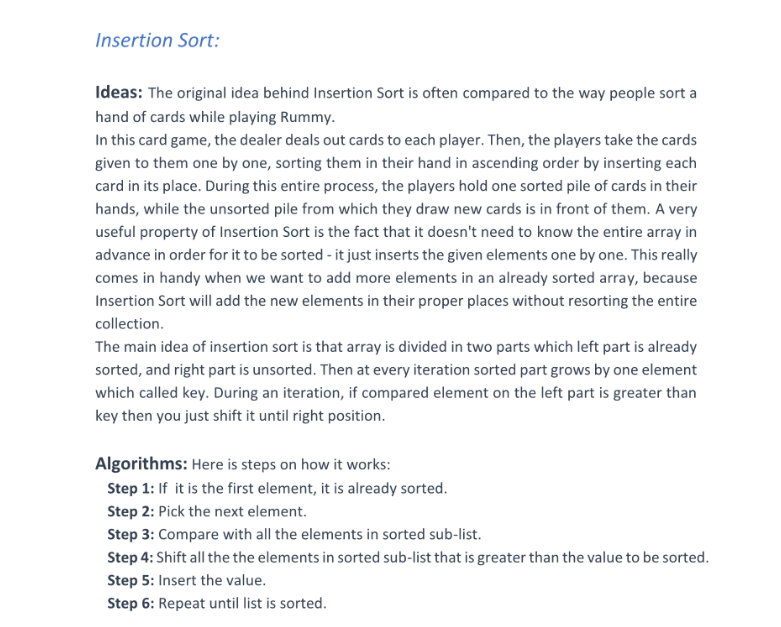 Insertion Sort:
Ideas: The original idea behind Insertion Sort is often compared to the way people sort a
hand of cards while playing Rummy.
In this card game, the dealer deals out cards to each player. Then, the players take the cards
given to them one by one, sorting them in their hand in ascending order by inserting each
card in its place. During this entire process, the players hold one sorted pile of cards in their
hands, while the unsorted pile from which they draw new cards is in front of them. A very
useful property of Insertion Sort is the fact that it doesn't need to know the entire array in
advance in order for it to be sorted - it just inserts the given elements one by one. This really
comes in handy when we want to add more elements in an already sorted array, because
Insertion Sort will add the new elements in their proper places without resorting the entire
collection.
The main idea of insertion sort is that array is divided in two parts which left part is already
sorted, and right part is unsorted. Then at every iteration sorted part grows by one element
which called key. During an iteration, if compared element on the left part is greater than
key then you just shift it until right position.
Algorithms: Here is steps on how it works:
Step 1: If it is the first element, it is already sorted.
Step 2: Pick the next element.
Step 3: Compare with all the elements in sorted sub-list.
Step 4: Shift all the the elements in sorted sub-list that is greater than the value to be sorted.
Step 5: Insert the value.
Step 6: Repeat until list is sorted.